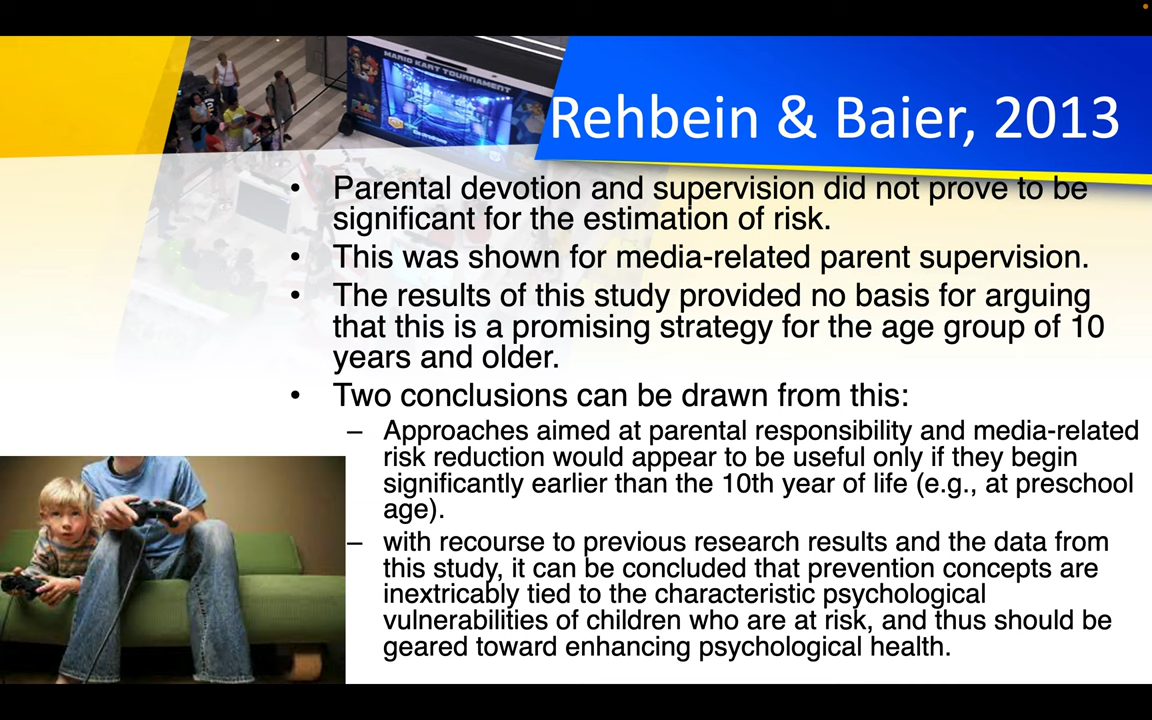 MARIO KART TOURNAMENT
Rehbein & Baier, 2013
• Parental devotion and supervision did not prove to be
significant for the estimation of risk.
• This was shown for media-related parent supervision.
• The results of this study provided no basis for arguing
that this is a promising strategy for the age group of 10
years and older.
• Two conclusions can be drawn from this:
– Approaches aimed at parental responsibility and media-related
risk reduction would appear to be useful only if they begin
significantly earlier than the 10th year of life (e.g., at preschool
age).
– with recourse to previous research results and the data from
this study, it can be concluded that prevention concepts are
inextricably tied to the characteristic psychological
vulnerabilities of children who are at risk, and thus should be
geared toward enhancing psychological health.